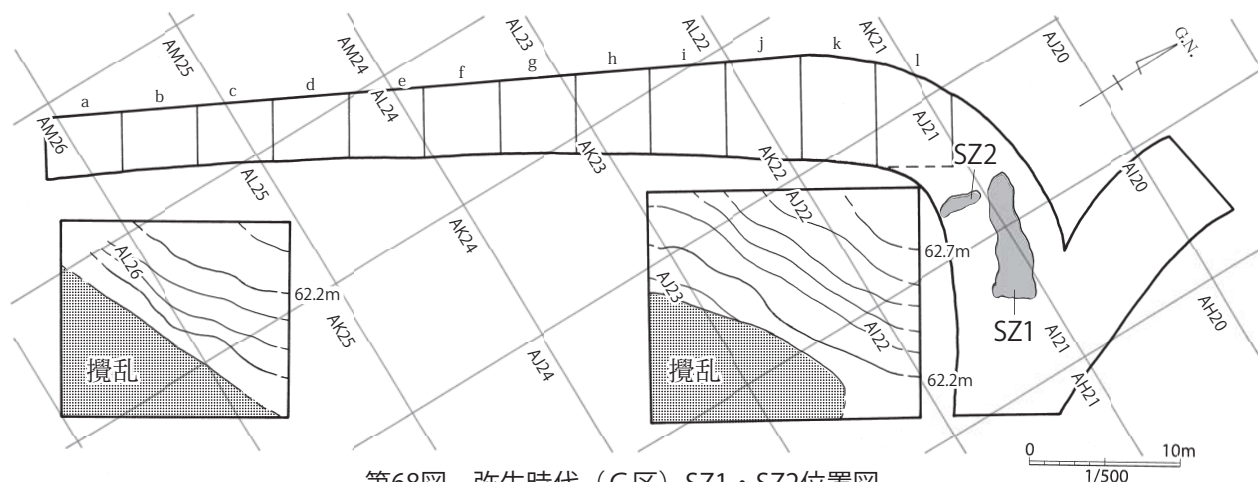 AM25
AM24
AL23
AL22
AK21
AJ20
G.N.
a
b
c
d
e
f
g
h
i
j
k
l
AM26
AL25
AL24
AK23
AK22
AJ21
AI20
SZ2
AJ22
AL26
62.2m
AK25
AK24
AJ24
AJ23
AI22
62.7m
62.2m
攪乱
攪乱
SZ1
AI21
AH21
AH20
0
10m
1/500
第68図 弥生時代（G区）SZ1・SZ2位置図